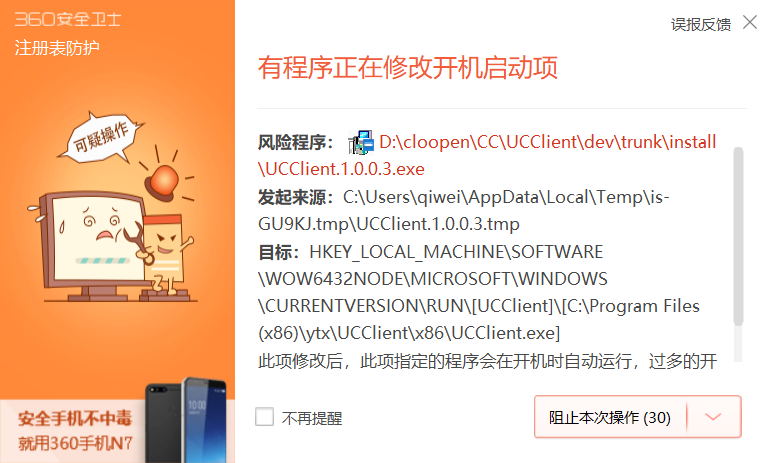 360安全卫士
注册表防护
误报反馈
有程序正在修改开机启动项
可疑操作
风险程序： D:\cloopen\CC\UCClient\dev\trunk\install
\UCClient.1.0.0.3.exe
发起来源：C:\Users\qiwei\AppData\Local\Temp\is-
GU9KJ.tmp\UCClient.1.0.0.3.tmp
目标：HKEY_LOCAL_MACHINE\SOFTWARE
\WOW6432NODE\MICROSOFT\WINDOWS
\CURRENTVERSION\RUN\[UCClient]\[C:\Program Files
(x86)\ytx\UCClient\x86\UCClient.exe]
此项修改后，此项指定的程序会在开机时自动运行，过多的开
安全手机不中毒
就用360手机N7
10:00
不再提醒
阻止本次操作 (30)